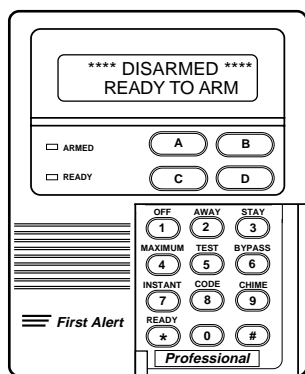 **** DISARMED ****
READY TO ARM
ARMED
A B
READY
C D
OFF AWAY STAY
1 2 3
MAXIMUM TEST BYPASS
4 5 6
INSTANT CODE CHIME
7 8 9
READY
* 0 #
First Alert
Professional